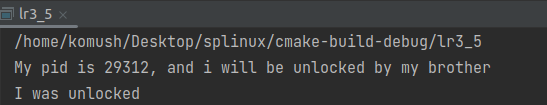 lr3_5
/home/komush/Desktop/splinux/cmake-build-debug/lr3_5
My pid is 29312, and i will be unlocked by my brother
I was unlocked